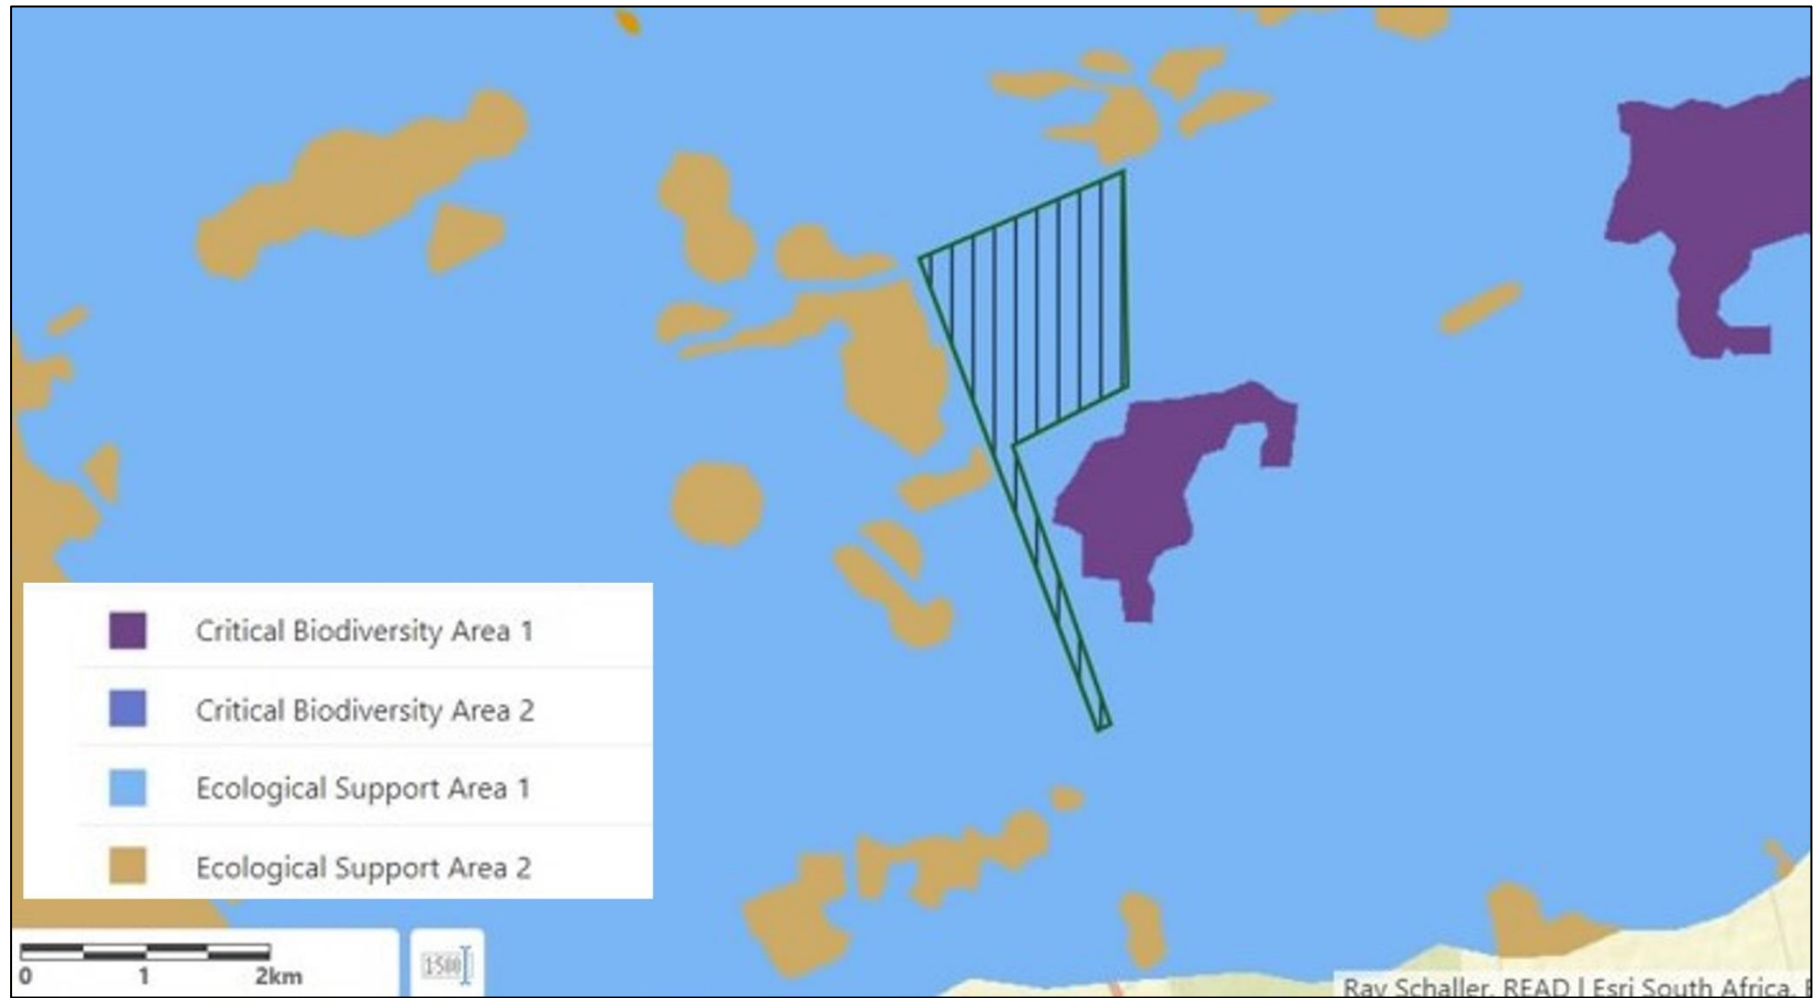 Critical Biodiversity Area 1
Critical Biodiversity Area 2
Ecological Support Area 1
Ecological Support Area 2
0 1 2km
1500
Ray Schaller, READ | Esri South Africa,